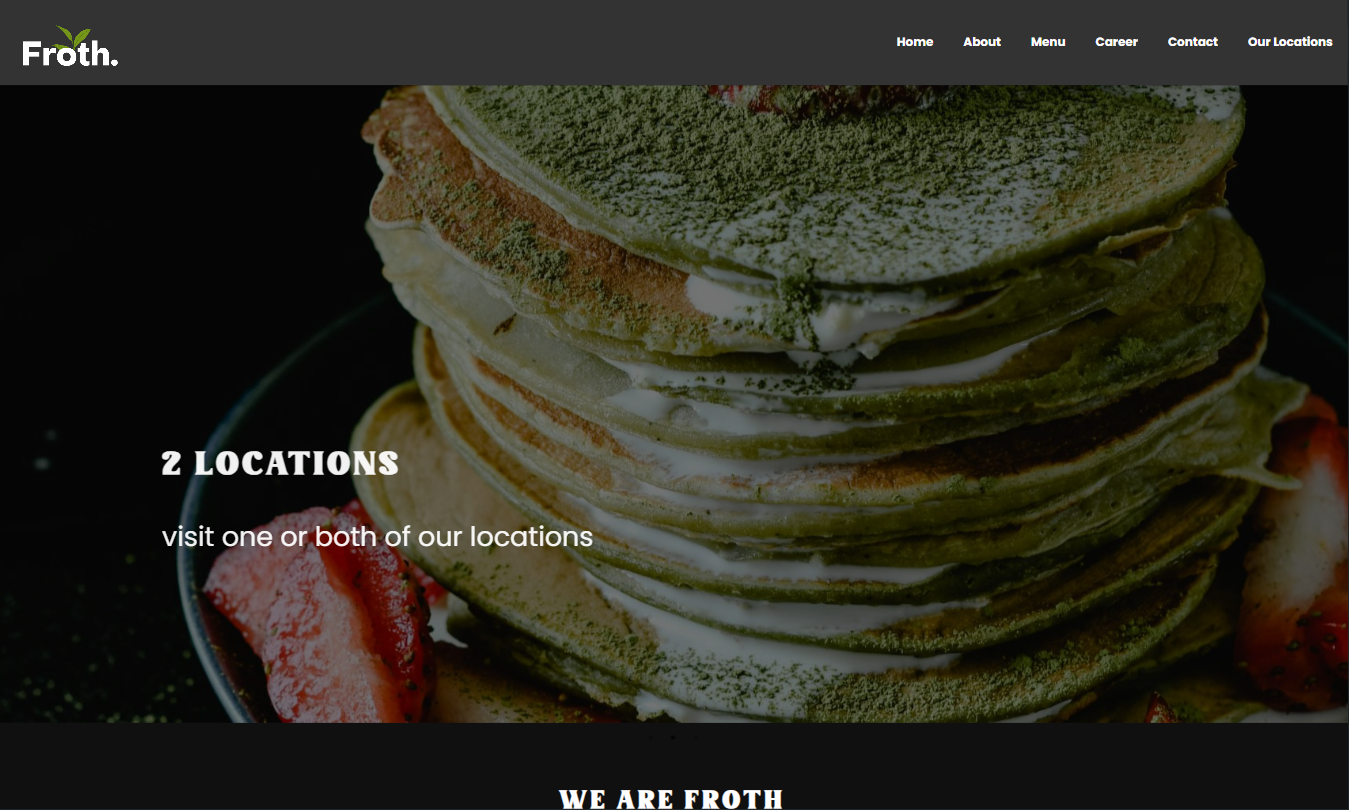 Froth.
Home About Menu Career Contact Our Locations
2 LOCATIONS
visit one or both of our locations
WE ARE FROTH